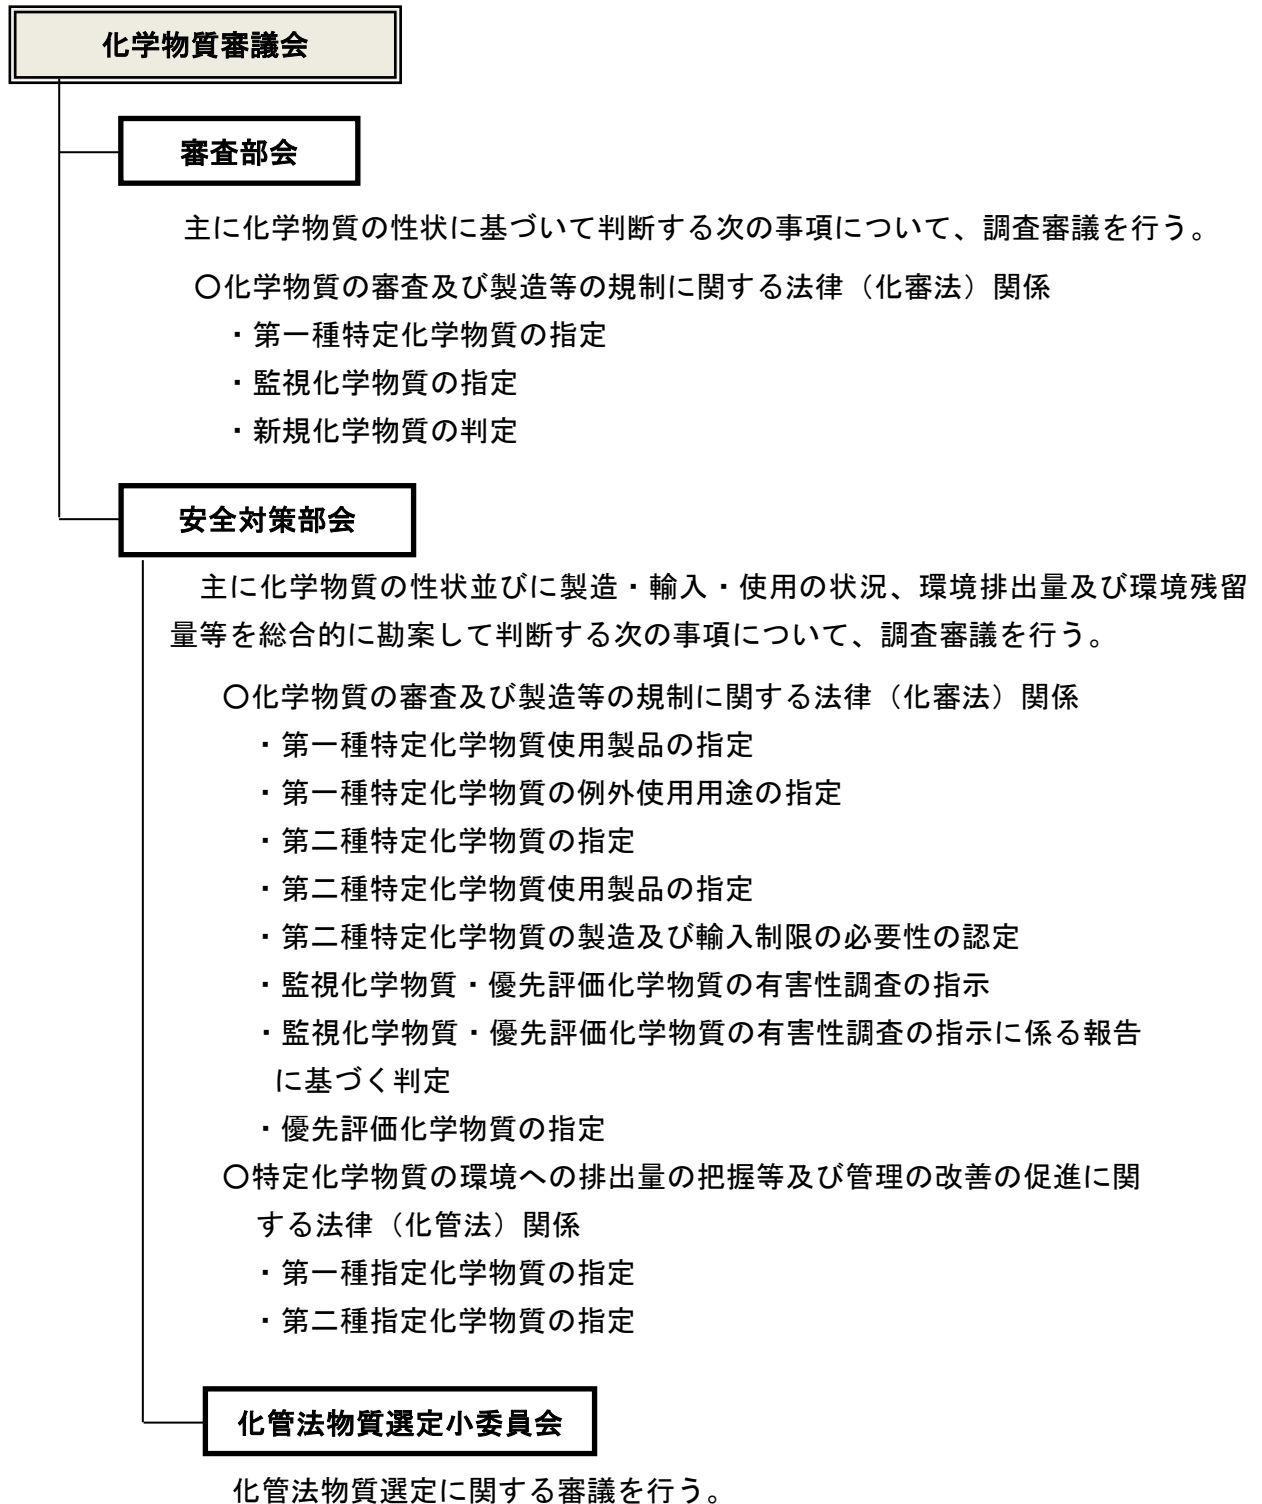 化学物質審議会
審査部会
主に化学物質の性状に基づいて判断する次の事項について、調査審議を行う。
〇化学物質の審査及び製造等の規制に関する法律（化審法）関係
・第一種特定化学物質の指定
・監視化学物質の指定
・新規化学物質の判定
安全対策部会
主に化学物質の性状並びに製造・輸入・使用の状況、環境排出量及び環境残留
量等を総合的に勘案して判断する次の事項について、調査審議を行う。
〇化学物質の審査及び製造等の規制に関する法律（化審法）関係
・第一種特定化学物質使用製品の指定
・第一種特定化学物質の例外使用用途の指定
・第二種特定化学物質の指定
・第二種特定化学物質使用製品の指定
・第二種特定化学物質の製造及び輸入制限の必要性の認定
・監視化学物質・優先評価化学物質の有害性調査の指示
・監視化学物質・優先評価化学物質の有害性調査の指示に係る報告
に基づく判定
・優先評価化学物質の指定
〇特定化学物質の環境への排出量の把握等及び管理の改善の促進に関
する法律（化管法）関係
・第一種指定化学物質の指定
・第二種指定化学物質の指定
化管法物質選定小委員会
化管法物質選定に関する審議を行う。